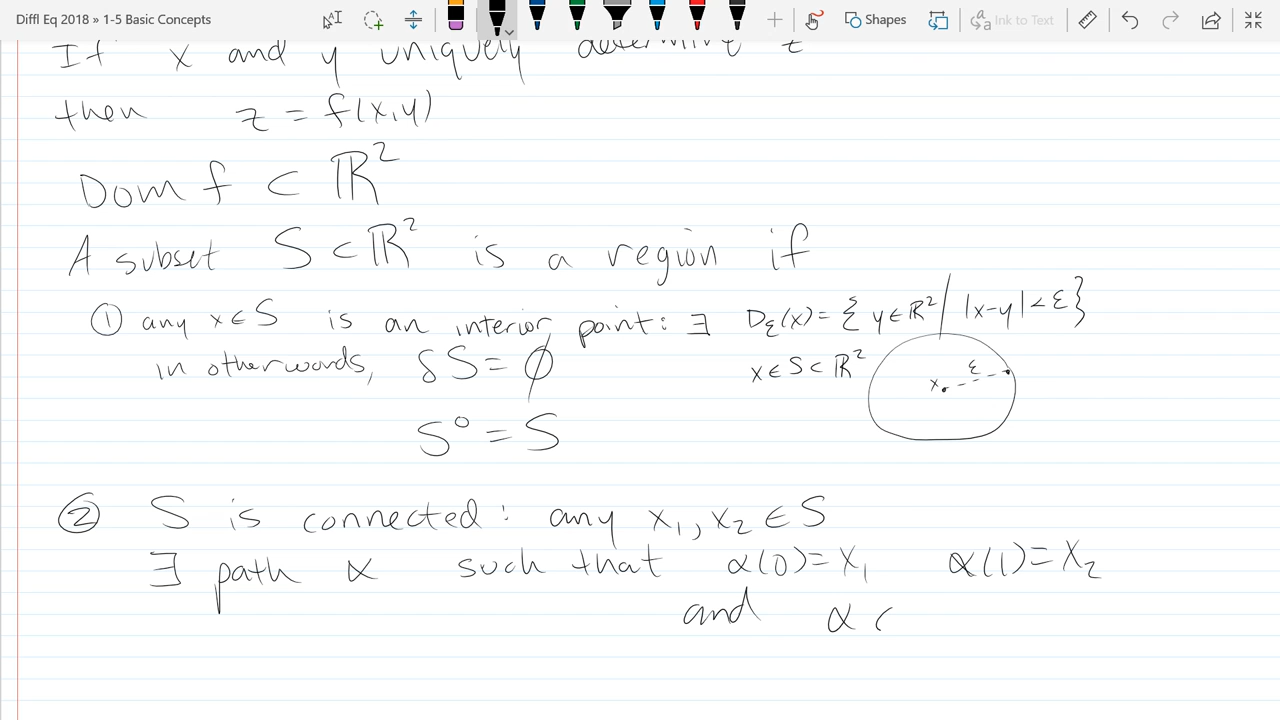 Diffl Eq 2018 » 1-5 Basic Concepts
Shapes
Ink to Text
If x and y uniquely determine z
then z = f(x,y)
Dom f ⊂ ℝ²
A subset S ⊂ ℝ² is a region if
① any x∈S is an interior point: ∃ D_ε(x) = { y∈ℝ² / |x-y| < ε }
in otherwords, δS = ∅ x ∈ S ⊂ ℝ²
x ε
S° = S
② S is connected: any x₁, x₂ ∈ S
∃ path α such that α(0) = x₁ α(1) = x₂
and α (